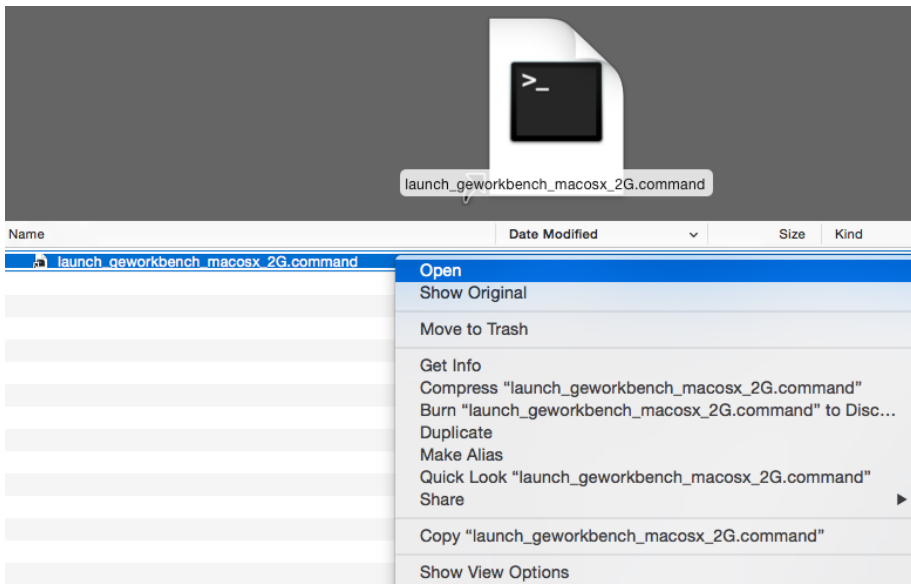 >_
launch_geworkbench_macosx_2G.command
Name Date Modified Size Kind
launch_geworkbench_macosx_2G.command
Open
Show Original
Move to Trash
Get Info
Compress “launch_geworkbench_macosx_2G.command”
Burn “launch_geworkbench_macosx_2G.command” to Disc...
Duplicate
Make Alias
Quick Look “launch_geworkbench_macosx_2G.command”
Share
Copy “launch_geworkbench_macosx_2G.command”
Show View Options